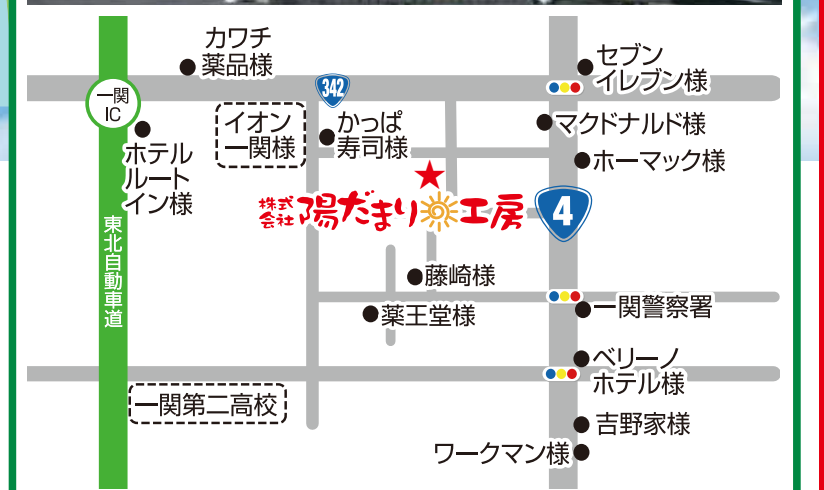 カワチ
薬品様
セブン
イレブン様
342
一関
IC
イオン
一関様
かっぱ
寿司様
マクドナルド様
ホテル
ルート
イン様
ホーマック様
株式
会社
陽だまり工房
4
東北自動車道
藤崎様
薬王堂様
一関警察署
ベリーノ
ホテル様
一関第二高校
吉野家様
ワークマン様